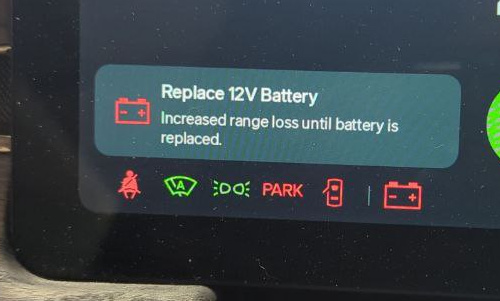 Replace 12V Battery
Increased range loss until battery is
replaced.
A
PARK